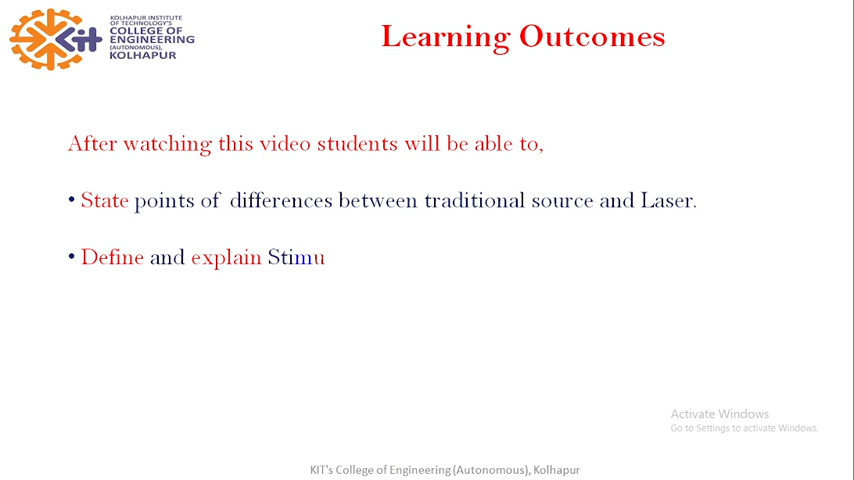 KOLHAPUR INSTITUTE
OF TECHNOLOGY'S
COLLEGE OF
ENGINEERING
(AUTONOMOUS),
KOLHAPUR
Kit
Learning Outcomes
After watching this video students will be able to,
• State points of differences between traditional source and Laser.
• Define and explain Stimu
Activate Windows
Go to Settings to activate Windows.
KIT's College of Engineering (Autonomous), Kolhapur